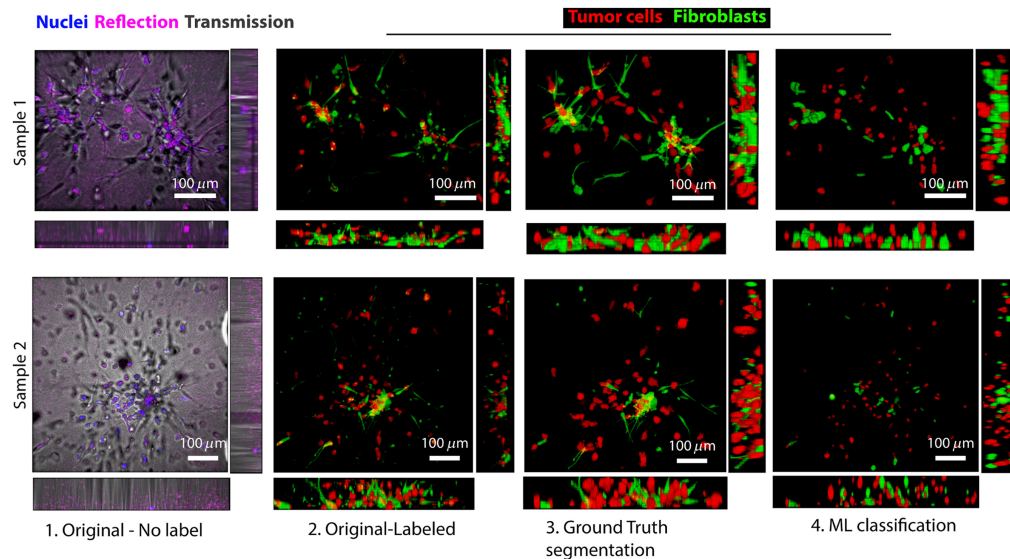 Nuclei Reflection Transmission
Tumor cells Fibroblasts
Sample 1
100 μm
100 μm
100 μm
100 μm
Sample 2
100 μm
100 μm
100 μm
100 μm
1. Original - No label
2. Original-Labeled
3. Ground Truth
segmentation
4. ML classification